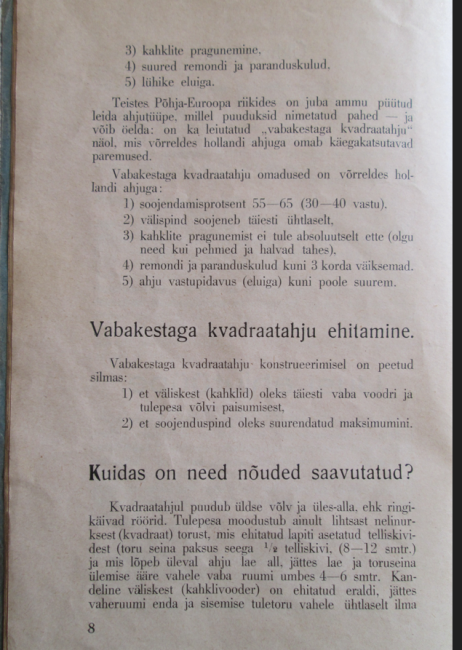 3) kahklite pragunemine,
4) suured remondi ja paranduskulud,
5) lühike eluiga.
Teistes Põhja-Euroopa riikides on juba ammu püütud
leida ahjutüüpe, millel puuduksid nimetatud pahed — ja
võib öelda: on ka leiutatud „vabakestaga kvadraatahju“
näol, mis võrreldes hollandi ahjuga omab käegakatsutavad
paremused.
Vabakestaga kvadraatahju omadused on võrreldes hol-
landi ahjuga:
1) soojendamisprotsent 55—65 (30—40 vastu),
2) välispind soojeneb täiesti ühtlaselt,
3) kahklite pragunemist ei tule absoluutselt ette (olgu
need kui pehmed ja halvad tahes),
4) remondi ja paranduskulud kuni 3 korda väiksemad.
5) ahju vastupidavus (eluiga) kuni poole suurem.
Vabakestaga kvadraatahju ehitamine.
Vabakestaga kvadraatahju konstrueerimisel on peetud
silmas:
1) et väliskest (kahklid) oleks täiesti vaba voodri ja
tulepesa võlvi paisumisest,
2) et soojenduspind oleks suurendatud maksimumini.
Kuidas on need nõuded saavutatud?
Kvadraatahjul puudub üldse võlv ja üles-alla, ehk ringi-
käivad röörid. Tulepesa moodustub ainult lihtsast nelinur-
ksest (kvadraat) torust, mis ehitatud lapiti asetatud telliskivi-
dest (toru seina paksus seega ½ telliskivi, (8—12 smtr.)
ja mis lõpeb üleval ahju lae all, jättes lae ja toruseina
ülemise ääre vahele vaba ruumi umbes 4—6 smtr. Kan-
deline väliskest (kahklivooder) on ehitatud eraldi, jättes
vaheruumi enda ja sisemise tuletoru vahele ühtlaselt ilma
8